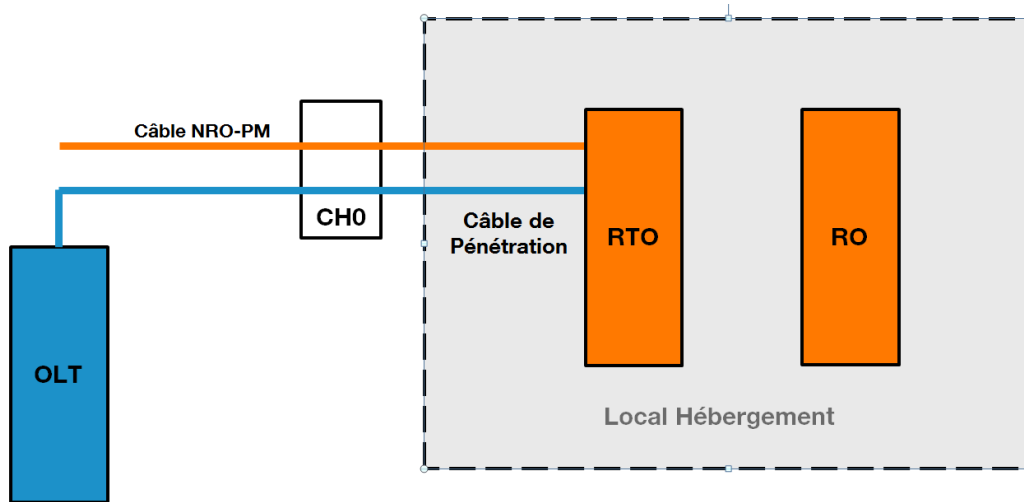 Câble NRO-PM
CH0
Câble de
Pénétration
RTO
RO
OLT
Local Hébergement